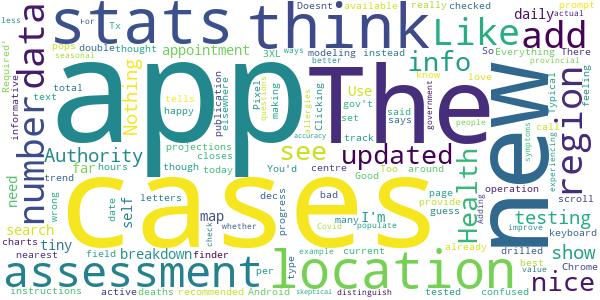 stats think Like add
app The new
cases
number data
info
region
see updated
Authority
assessment location
Health testing
show
nice
Nothing
appointment
daily
map
breakdown
self
need
search
tiny
far
Use
I'm
Doesnt available really checked
For Tx
less
seasonal
pops double thought
Required'
3XL
modeling instead
ways
better
So Everything There
prompt
actual
provincial
know love
Typical
feeling
text total
informative
happy
tells
publication
elsewhere
Pixel
questions
making
allergies
Clicking
gov't
set
track
said
says
accuracy
government
people
call
symptoms
experiencing
projections
closes
though today
You'd
centre
Good Too around
trend
hours
wrong
date
letters
dec
progress
bad
many
Covid
populate
page
provide
guess
already
Adding
operation
scroll
keyboard
improve
drilled
Chrome
charts
nearest
field
finder
check
whether
type
example current
best
value
confused
instructions active deaths recommended Android
per
skeptical distinguish tested